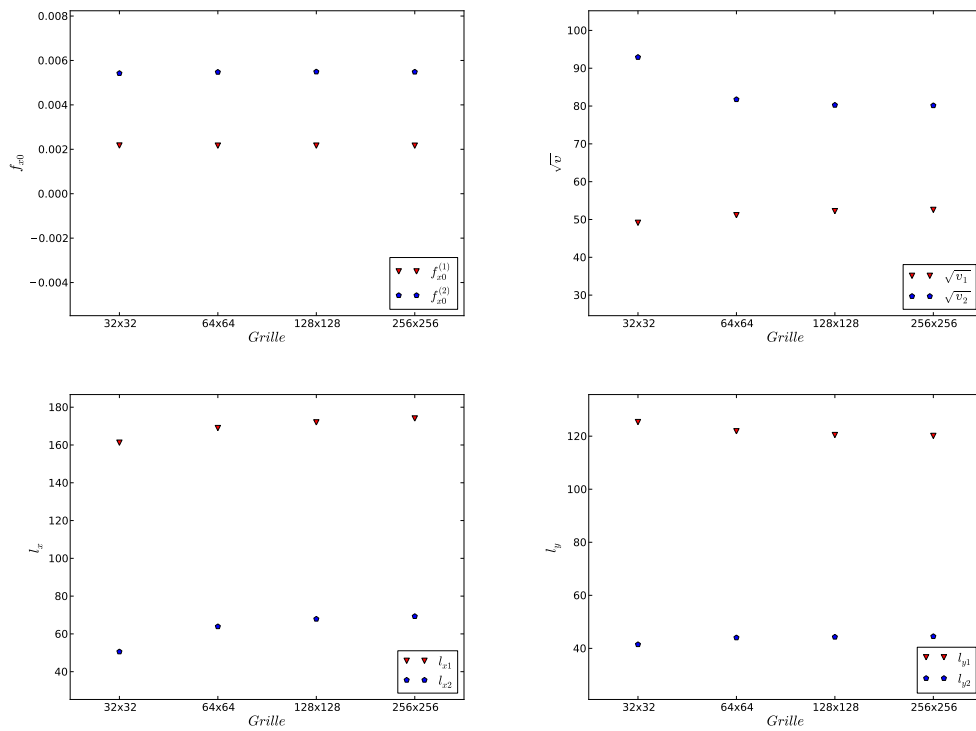 0.008
0.006
0.004
0.002
0.000
−0.002
−0.004
f_{x0}
32x32 64x64 128x128 256x256
Grille
f_{x0}^{(1)}
f_{x0}^{(2)}
100
90
80
70
60
50
40
30
√v
32x32 64x64 128x128 256x256
Grille
√v_1
√v_2
180
160
140
120
100
80
60
40
l_x
32x32 64x64 128x128 256x256
Grille
l_{x1}
l_{x2}
120
100
80
60
40
l_y
32x32 64x64 128x128 256x256
Grille
l_{y1}
l_{y2}